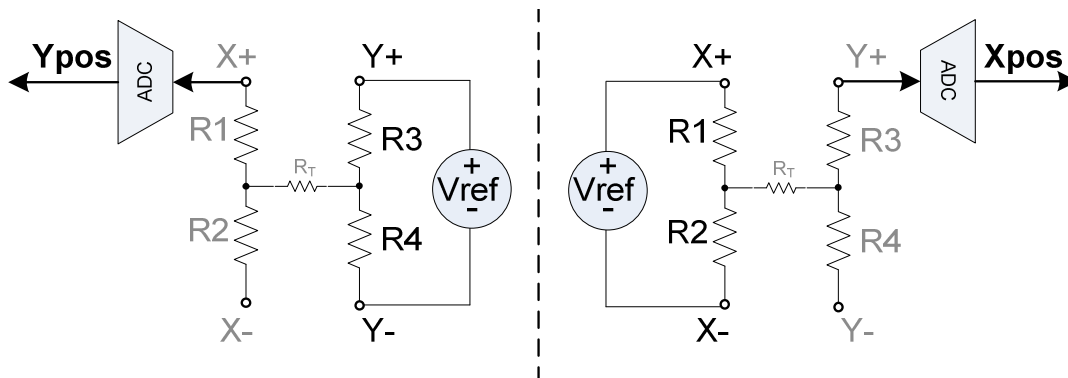 Ypos
ADC
X+
Y+
R1
R3
RT
+
Vref
-
R2
R4
X-
Y-
X+
Y+
ADC
Xpos
R1
R3
RT
+
Vref
-
R2
R4
X-
Y-